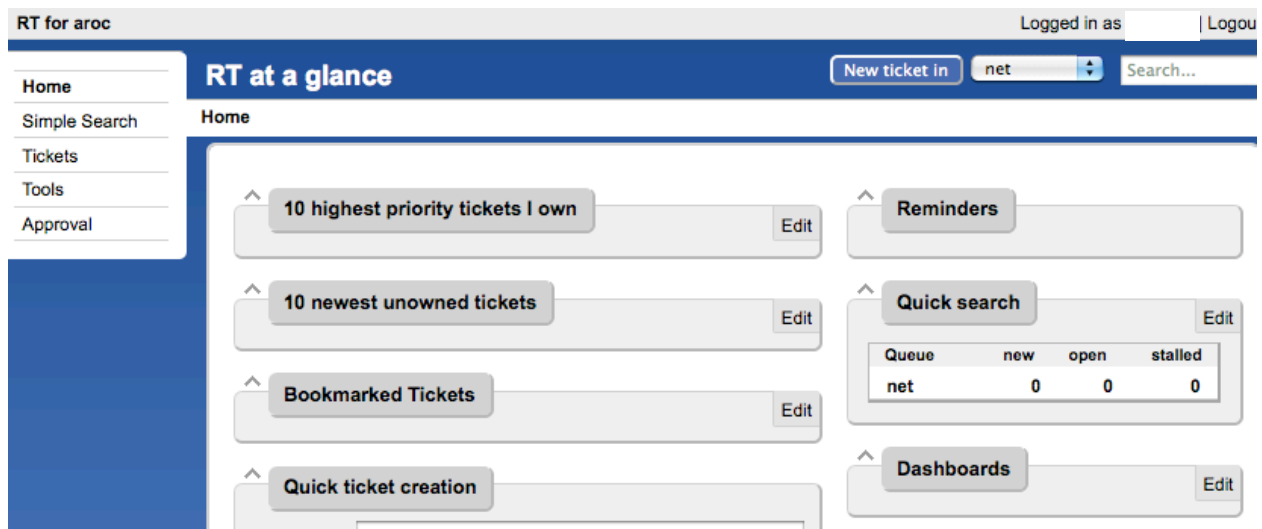 RT for aroc
Logged in as | Logou
Home
Simple Search
Tickets
Tools
Approval
RT at a glance
New ticket in net Search...
Home
10 highest priority tickets I own
Edit
10 newest unowned tickets
Edit
Bookmarked Tickets
Edit
Quick ticket creation
Reminders
Quick search
Edit
Queue new open stalled
net 0 0 0
Dashboards
Edit